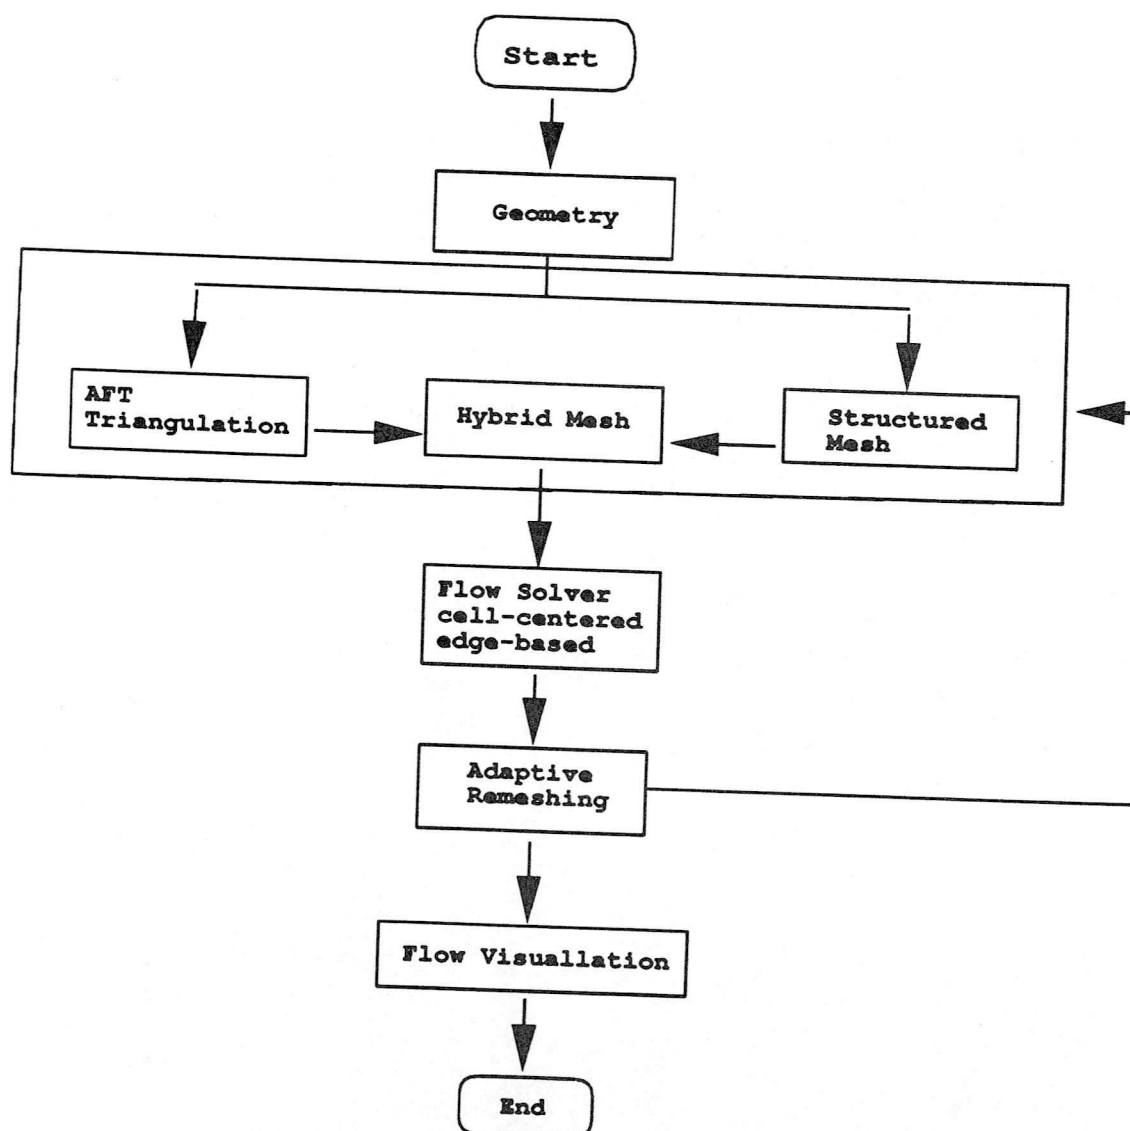 Start
Geometry
AFT
Triangulation
Hybrid Mesh
Structured
Mesh
Flow Solver
cell-centered
edge-based
Adaptive
Remeshing
Flow Visuallation
End